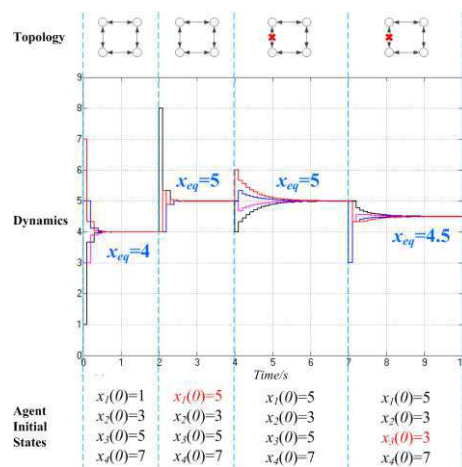 Topology
9
8
7
6
5
4
3
2
1
0
Dynamics
x_eq=4
x_eq=5
x_eq=5
x_eq=4.5
0 1 2 3 4 5 6 7 8 9 10
Time/s
Agent
Initial
States
x₁(0)=1
x₂(0)=3
x₃(0)=5
x₄(0)=7
x₁(0)=5
x₂(0)=3
x₃(0)=5
x₄(0)=7
x₁(0)=5
x₂(0)=3
x₃(0)=5
x₄(0)=7
x₁(0)=5
x₂(0)=3
x₃(0)=3
x₄(0)=7